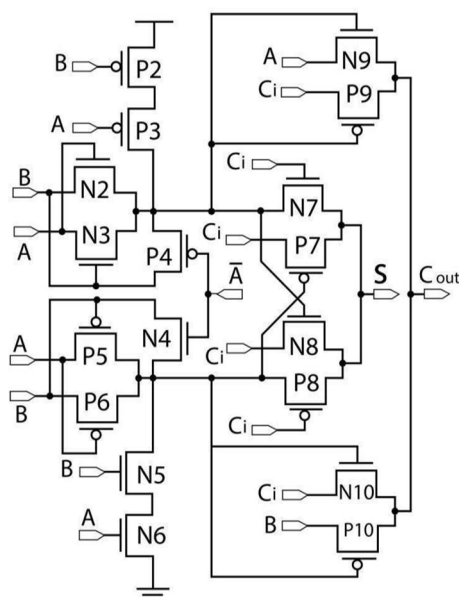 A N9
B P2
Ci P9
A P3
Ci
B N2
N7
N3
Ci P7
A
P4
A̅ S Cout
N4
N8
A P5
Ci
P8
B P6
Ci
B N5
Ci N10
A N6
B P10